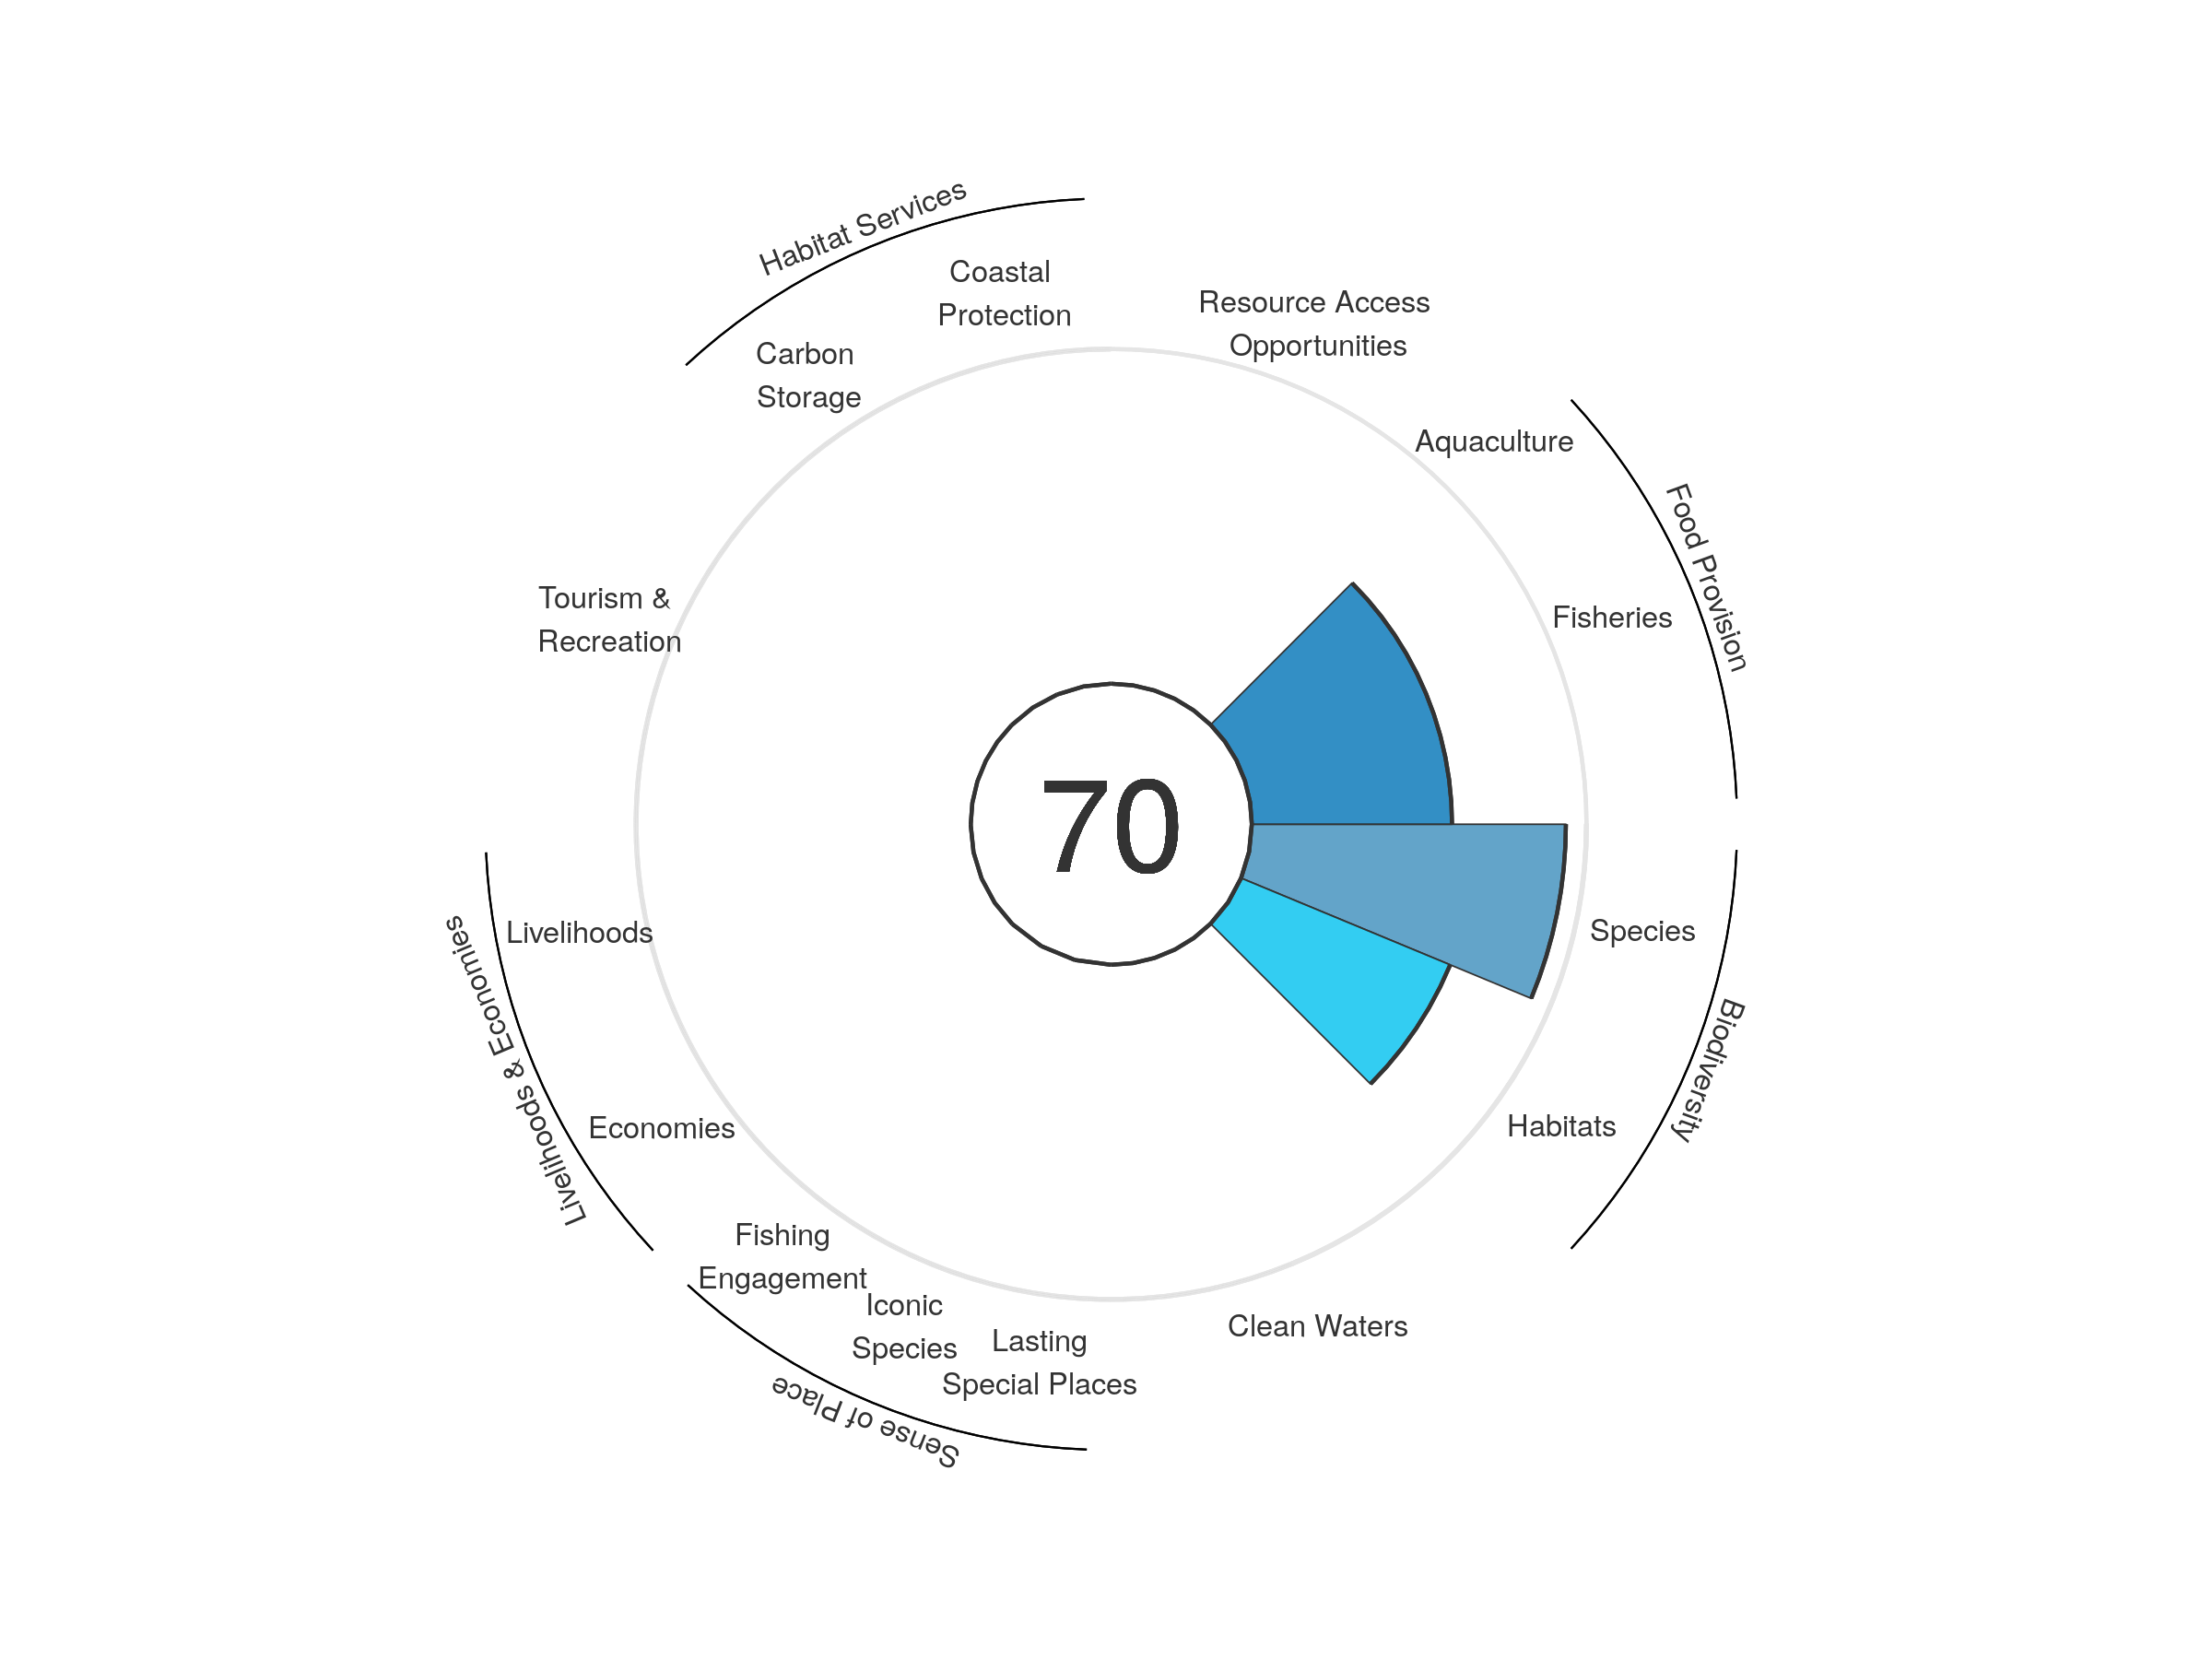 Habitat Services
Coastal
Protection
Resource Access
Opportunities
Carbon
Storage
Aquaculture
Food Provision
Tourism &
Recreation
Fisheries
70
Livelihoods
Species
Livelihoods & Economies
Biodiversity
Economies
Habitats
Fishing
Engagement
Iconic
Species
Lasting
Special Places
Clean Waters
Sense of Place